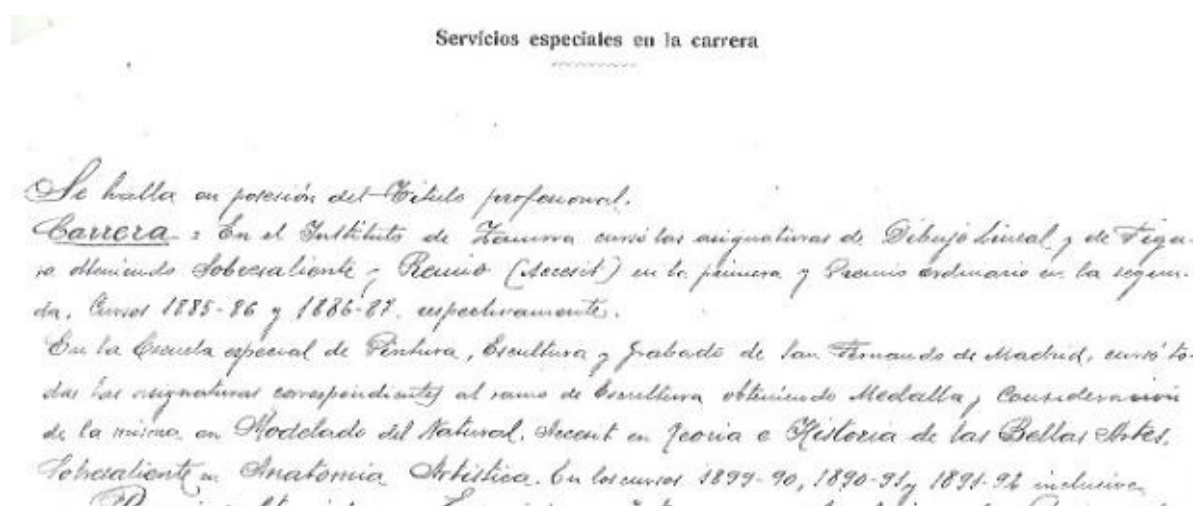 Servicios especiales en la carrera
Se halla en posesión del Título profesional.
Carrera : En el Instituto de Zamora cursó las asignaturas de Dibujo Lineal y de Figu-
ra obteniendo Sobresaliente y Premio (Accesit) en la primera y Premio ordinario en la segun-
da, Cursos 1885-86 y 1886-87, respectivamente.
En la Escuela especial de Pintura, Escultura y Grabado de San Fernando de Madrid, cursó to-
das las asignaturas correspondientes al ramo de Escultura obteniendo Medalla y Consideración
de la misma en Modelado del Natural, Accesit en Teoria e Historia de las Bellas Artes,
Sobresaliente en Anatomia Artistica. En los cursos 1899-90, 1890-91 y 1891-92 inclusive